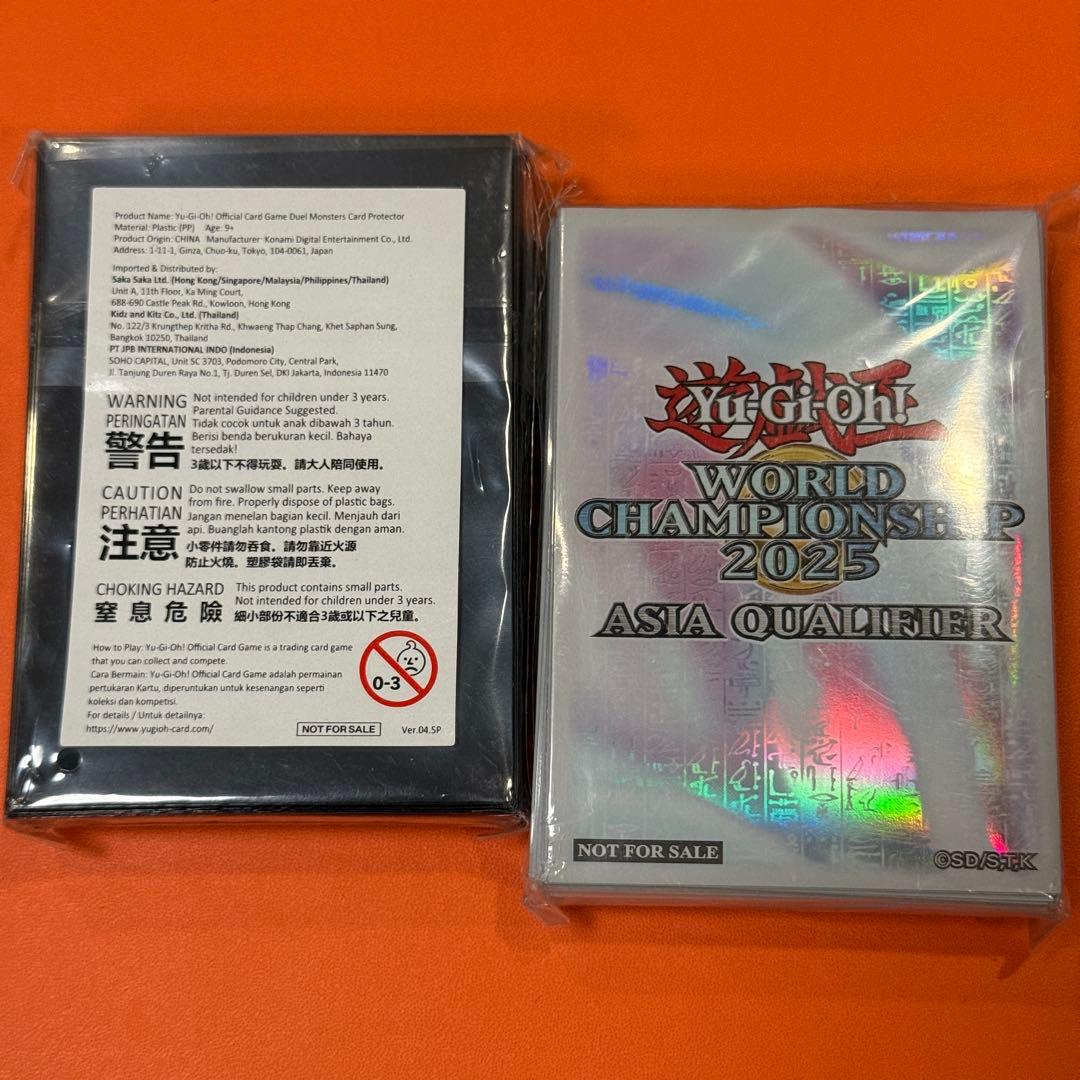 Product Name: Yu-Gi-Oh! Official Card Game Duel Monsters Card Protector
Material: Plastic (PP) Age: 9+
Product Origin: CHINA Manufacturer: Konami Digital Entertainment Co., Ltd.
Address: 1-11-1, Ginza, Chuo-ku, Tokyo, 104-0061, Japan
Imported & Distributed by:
Saka Saka Ltd. (Hong Kong/Singapore/Malaysia/Philippines/Thailand)
Unit A, 11th Floor, Ka Ming Court,
688-690 Castle Peak Rd., Kowloon, Hong Kong
Kidz and Kitz Co., Ltd. (Thailand)
No. 122/3 Krungthep Kritha Rd., Khwaeng Thap Chang, Khet Saphan Sung,
Bangkok 10250, Thailand
PT JPB INTERNATIONAL INDO (Indonesia)
SOHO CAPITAL, Unit SC 3703, Podomoro City, Central Park,
Jl. Tanjung Duren Raya No.1, Tj. Duren Sel, DKI Jakarta, Indonesia 11470
WARNING
PERINGATAN
警告
Not intended for children under 3 years.
Parental Guidance Suggested.
Tidak cocok untuk anak dibawah 3 tahun.
Berisi benda berukuran kecil. Bahaya
tersedak!
3歲以下不得玩耍。請大人陪同使用。
CAUTION
PERHATIAN
注意
Do not swallow small parts. Keep away
from fire. Properly dispose of plastic bags.
Jangan menelan bagian kecil. Menjauh dari
api. Buanglah kantong plastik dengan aman.
小零件請勿吞食。請勿靠近火源
防止火燒。塑膠袋請即丟棄。
CHOKING HAZARD
窒息危險
This product contains small parts.
Not intended for children under 3 years.
細小部份不適合3歲或以下之兒童。
How to Play: Yu-Gi-Oh! Official Card Game is a trading card game
that you can collect and compete.
Cara Bermain: Yu-Gi-Oh! Official Card Game adalah permainan
pertukaran Kartu, diperuntukan untuk kesenangan seperti
koleksi dan kompetisi.
For details / Untuk detailnya:
https://www.yugioh-card.com/
0-3
NOT FOR SALE
Ver.04.5P
遊戯王
Yu-Gi-Oh!
WORLD
CHAMPIONSHIP
2025
ASIA QUALIFIER
NOT FOR SALE
©SD/S,T,K